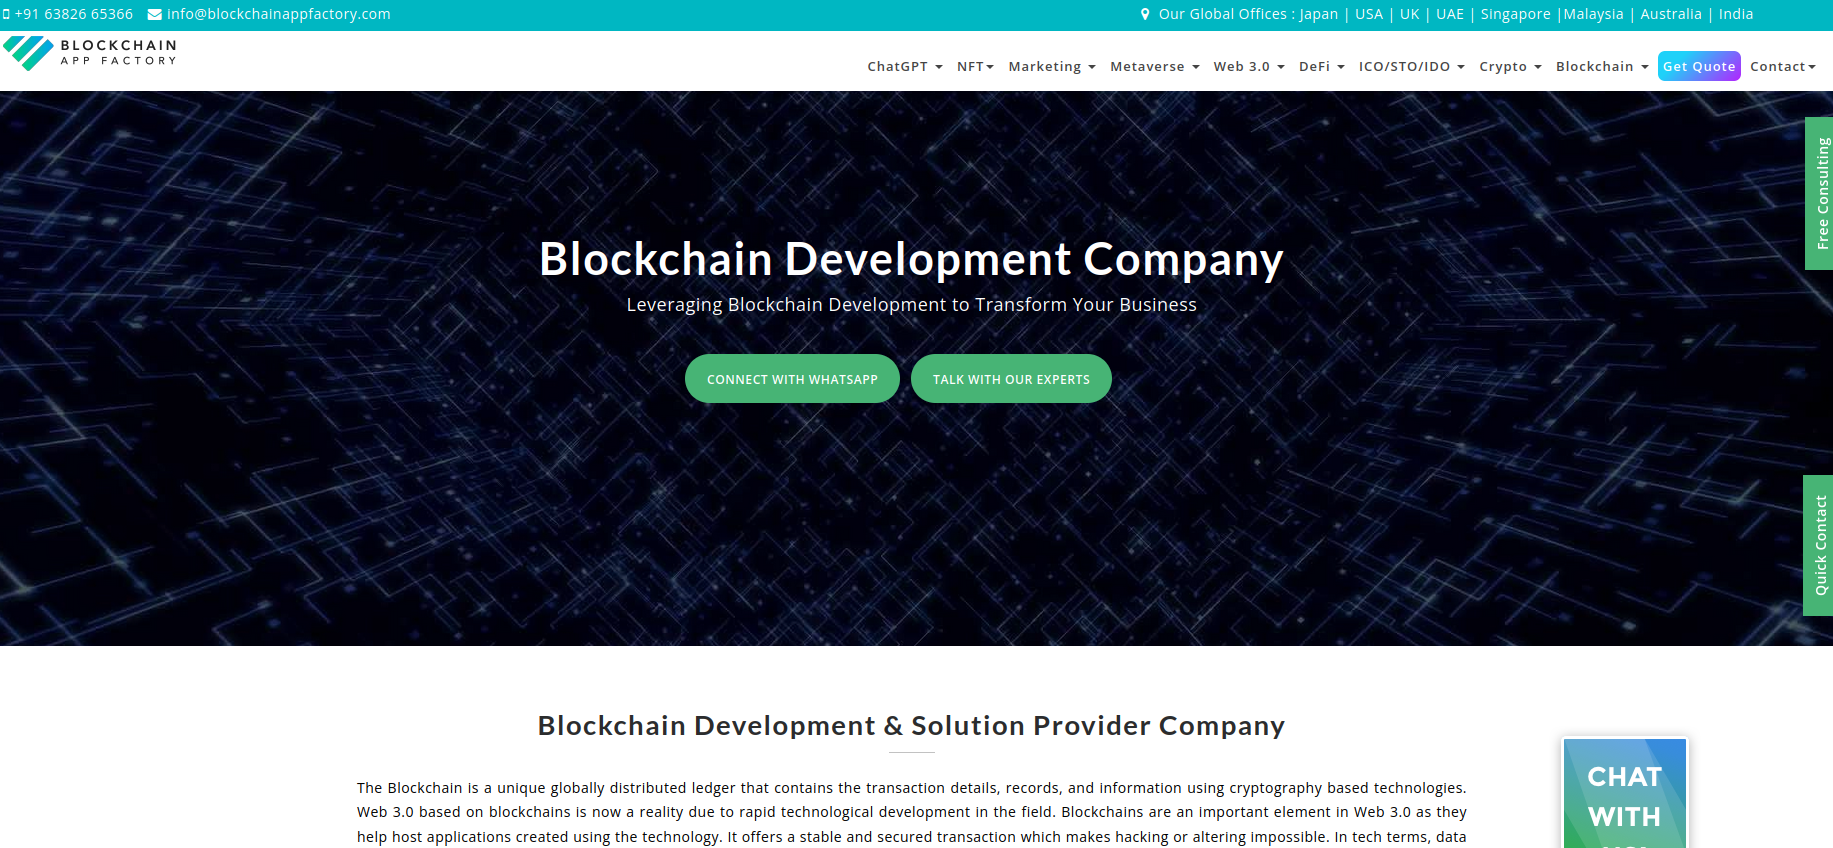 +91 63826 65366 info@blockchainappfactory.com Our Global Offices : Japan | USA | UK | UAE | Singapore |Malaysia | Australia | India
BLOCKCHAIN
APP FACTORY
ChatGPT NFT Marketing Metaverse Web 3.0 DeFi ICO/STO/IDO Crypto Blockchain Get Quote Contact
Free Consulting
Blockchain Development Company
Leveraging Blockchain Development to Transform Your Business
CONNECT WITH WHATSAPP TALK WITH OUR EXPERTS
Quick Contact
Blockchain Development & Solution Provider Company
The Blockchain is a unique globally distributed ledger that contains the transaction details, records, and information using cryptography based technologies.
Web 3.0 based on blockchains is now a reality due to rapid technological development in the field. Blockchains are an important element in Web 3.0 as they
help host applications created using the technology. It offers a stable and secured transaction which makes hacking or altering impossible. In tech terms, data
CHAT
WITH